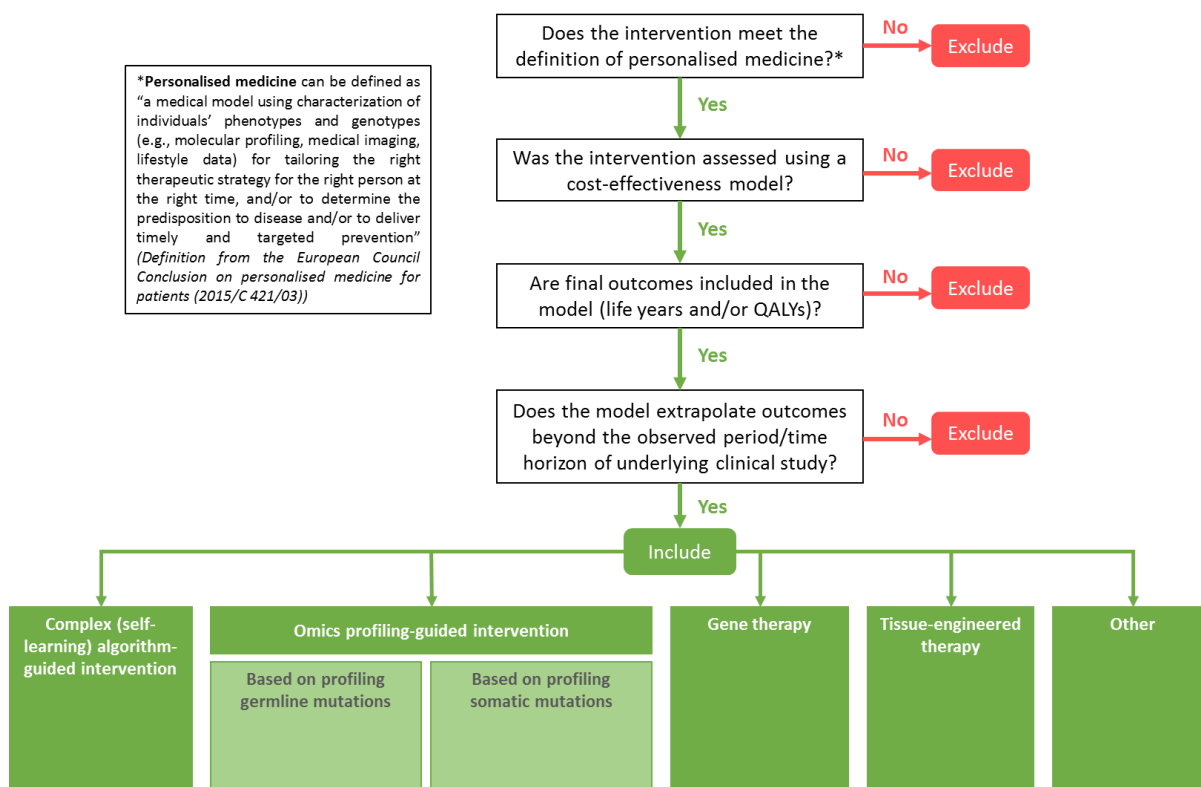 Does the intervention meet the
definition of personalised medicine?*
No
Exclude
*Personalised medicine can be defined as
“a medical model using characterization of
individuals’ phenotypes and genotypes
(e.g., molecular profiling, medical imaging,
lifestyle data) for tailoring the right
therapeutic strategy for the right person at
the right time, and/or to determine the
predisposition to disease and/or to deliver
timely and targeted prevention”
(Definition from the European Council
Conclusion on personalised medicine for
patients (2015/C 421/03))
Yes
Was the intervention assessed using a
cost-effectiveness model?
No
Exclude
Yes
Are final outcomes included in the
model (life years and/or QALYs)?
No
Exclude
Yes
Does the model extrapolate outcomes
beyond the observed period/time
horizon of underlying clinical study?
No
Exclude
Yes
Include
Complex (self-
learning) algorithm-
guided intervention
Omics profiling-guided intervention
Based on profiling
germline mutations
Based on profiling
somatic mutations
Gene therapy
Tissue-engineered
therapy
Other